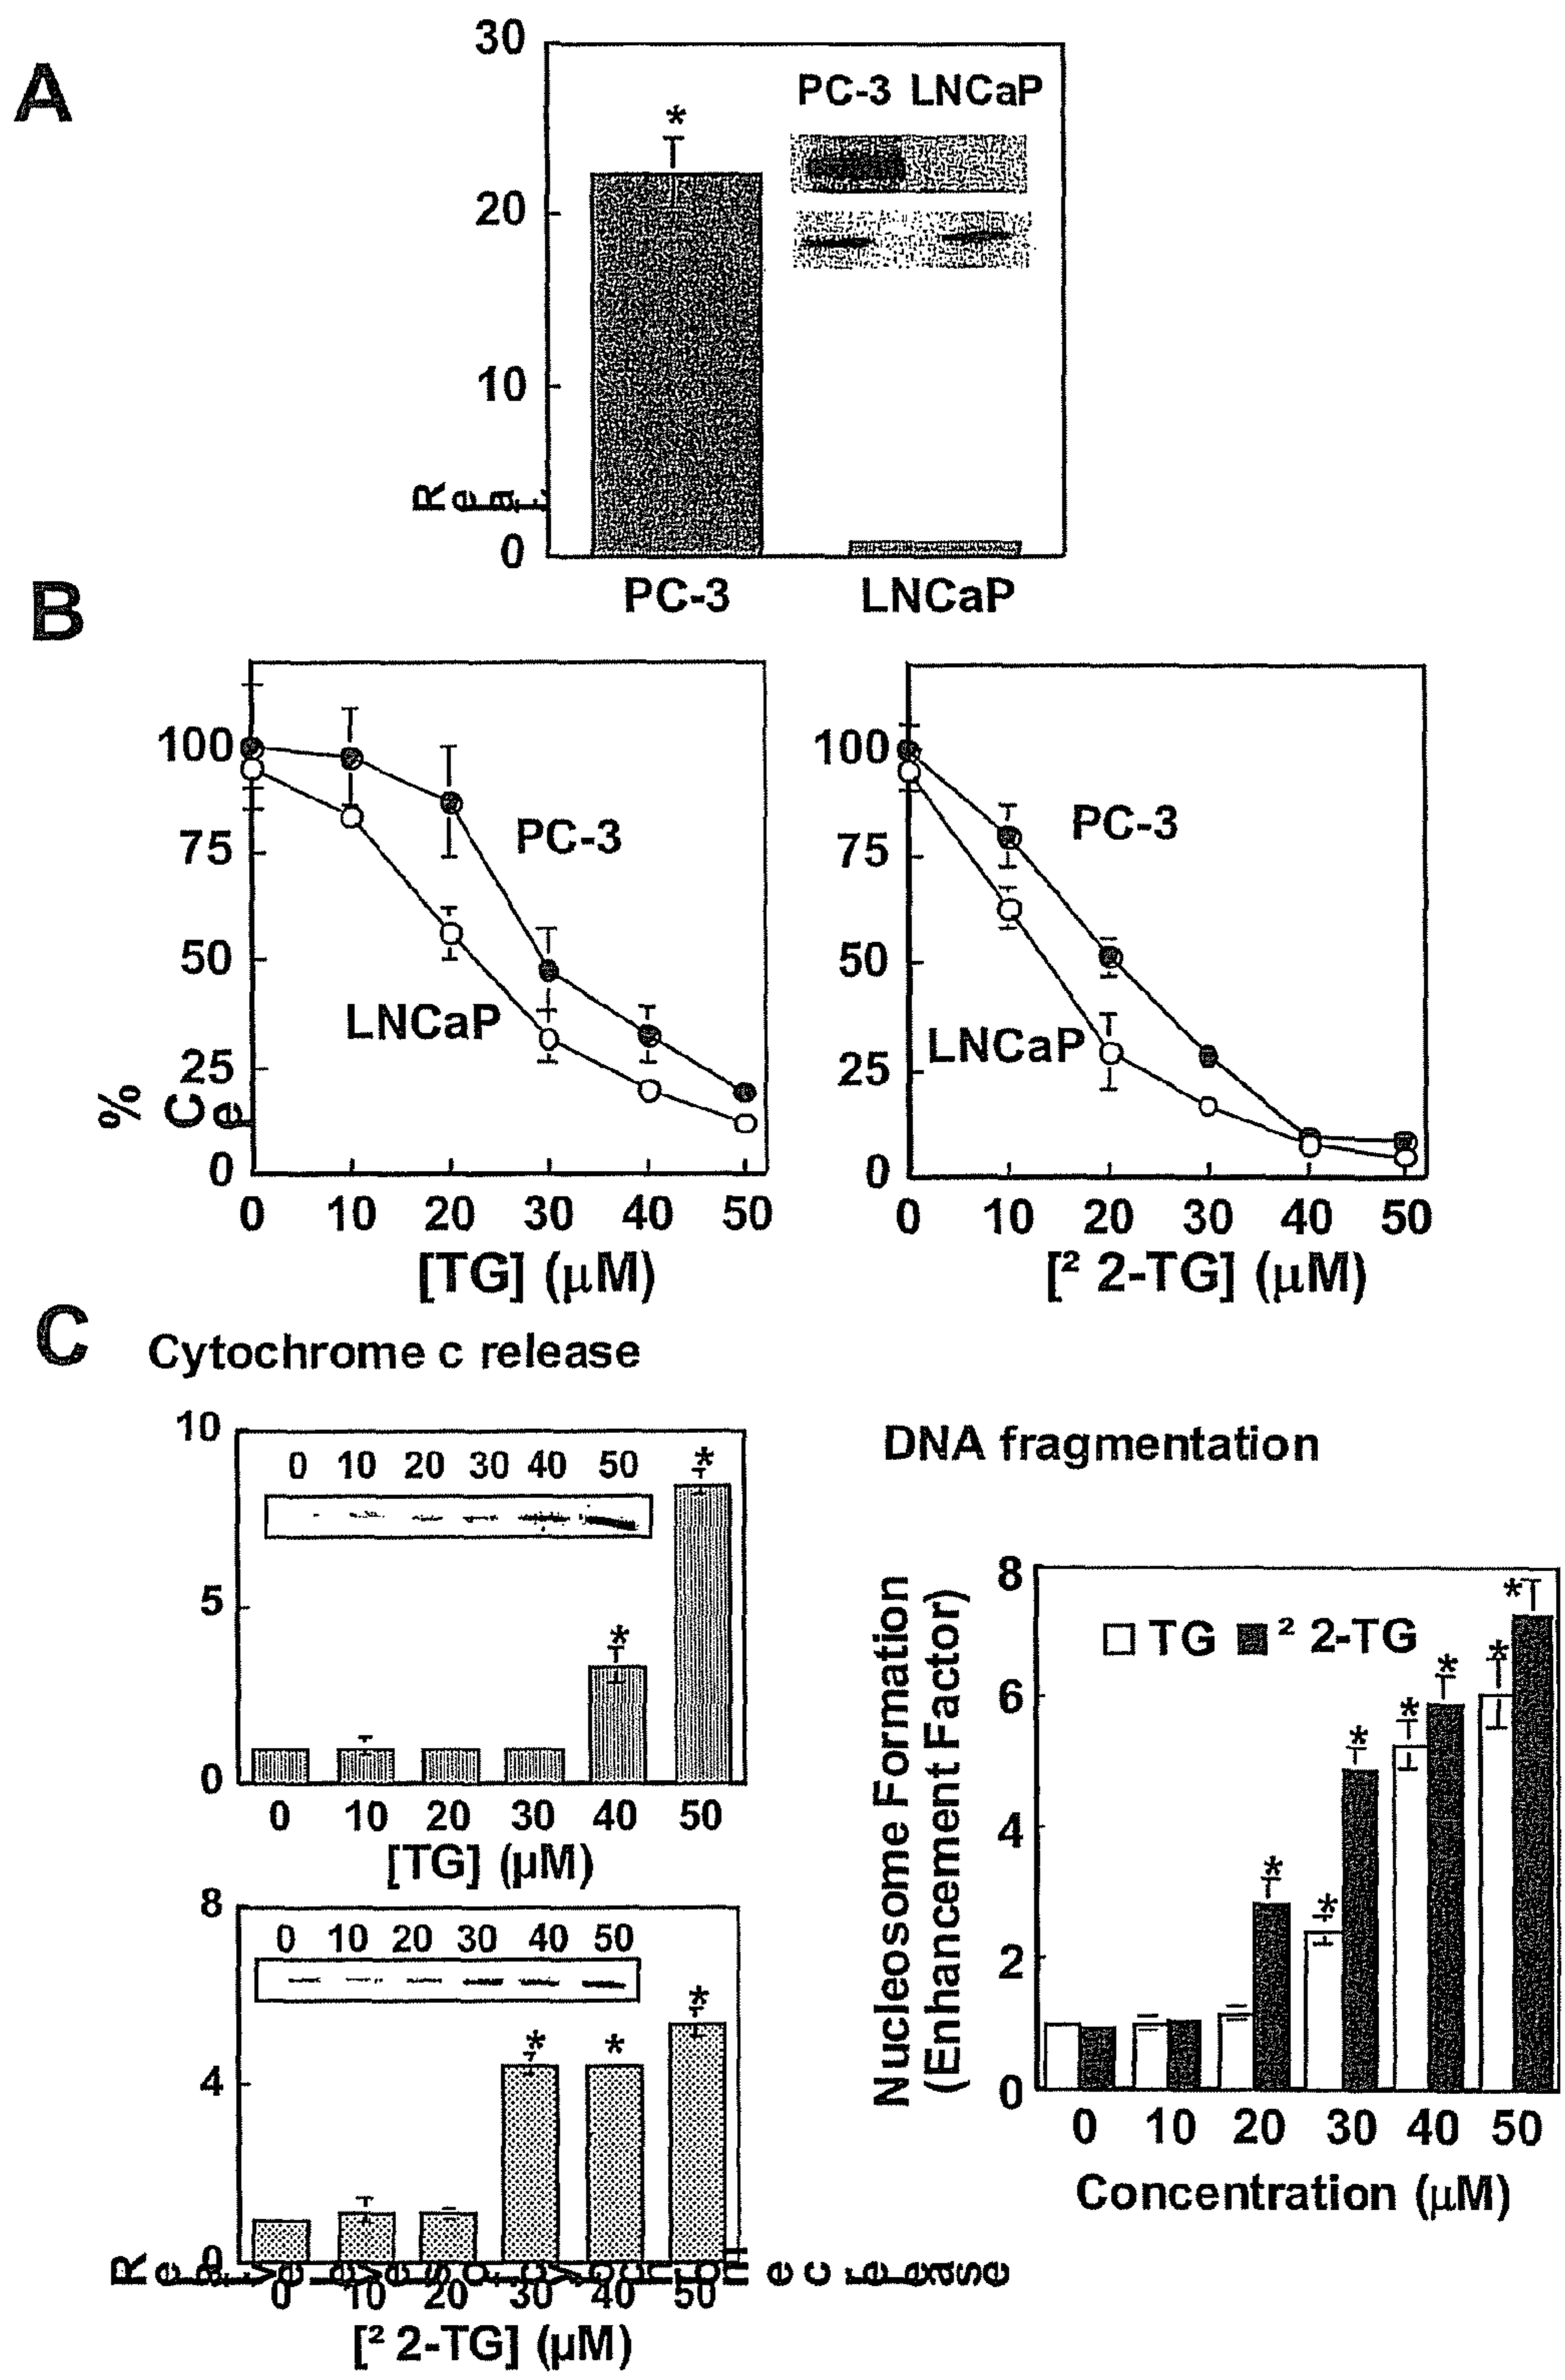 A
30
20
10
0
PC-3 LNCaP
*
PC-3 LNCaP
B
100
75
50
25
0
PC-3
LNCaP
0 10 20 30 40 50
[TG] (μM)
100
75
50
25
0
PC-3
LNCaP
0 10 20 30 40 50
[² 2-TG] (μM)
%
C
Cytochrome c release
10
5
0
0 10 20 30 40 50
* *
0 10 20 30 40 50
[TG] (μM)
8
4
0
0 10 20 30 40 50
* * *
0 10 20 30 40 50
[² 2-TG] (μM)
DNA fragmentation
Nucleosome Formation
(Enhancement Factor)
8
6
4
2
0
TG ² 2-TG
* * * * * * *
0 10 20 30 40 50
Concentration (μM)